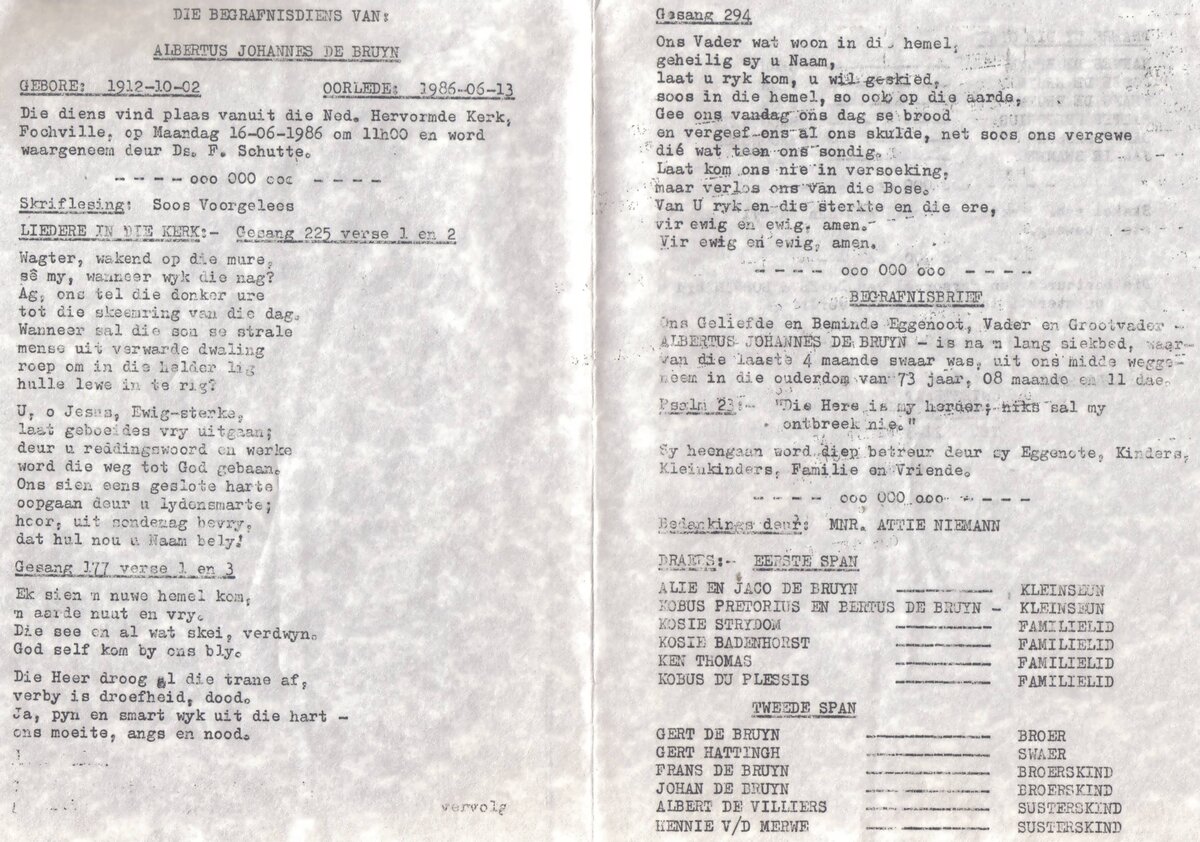 DIE BEGRAFNISDIENS VAN:
ALBERTUS JOHANNES DE BRUYN
GEBORE: 1912-10-02 OORLEDE: 1986-06-13
Die diens vind plaas vanuit die Ned. Hervormde Kerk,
Fochville, op Maandag 16-06-1986 om 11h00 en word
waargeneem deur Ds. F. Schutte.
- - - - ooo 000 ooo - - - -
Skriflesing: Soos Voorgelees
LIEDERE IN DIE KERK:- Gesang 225 verse 1 en 2
Wagter, wakend op die mure,
sê my, wanneer wyk die nag?
Ag, ons tel die donker ure
tot die skeemring van die dag.
Wanneer sal die son se strale
mense uit verwarde dwaling
roep om in die helder lig
hulle lewe in te rig?
U, o Jesus, Ewig-sterke,
laat geboeides vry uitgaan;
deur u reddingswoord en werke
word die weg tot God gebaan.
Ons sien eens geslote harte
oopgaan deur u lydensmarte;
hoor, uit sondenag bevry,
dat hul nou u Naam bely!
Gesang 177 verse 1 en 3
Ek sien 'n nuwe hemel kom,
'n aarde nuut en vry.
Die see en al wat skei, verdwyn.
God self kom by ons bly.
Die Heer droog al die trane af,
verby is droefheid, dood.
Ja, pyn en smart wyk uit die hart -
ons moeite, angs en nood.
vervolg
Gesang 294
Ons Vader wat woon in die hemel,
geheilig sy u Naam,
laat u ryk kom, u wil geskied,
soos in die hemel, so ook op die aarde,
Gee ons vandag ons dag se brood
en vergeef ons al ons skulde, net soos ons vergewe
dié wat teen ons sondig.
Laat kom ons nie in versoeking,
maar verlos ons van die Bose.
Van U ryk en die sterkte en die ere,
vir ewig en ewig, amen.
Vir ewig en ewig, amen.
- - - - ooo 000 ooo - - - - -
BEGRAFNISBRIEF
Ons Geliefde en Beminde Eggenoot, Vader en Grootvader -
ALBERTUS JOHANNES DE BRUYN - is na 'n lang siekbed, waar-
van die laaste 4 maande swaar was, uit ons midde wegge-
neem in die ouderdom van 73 jaar, 08 maande en 11 dae.
Psalm 23:- "Die Here is my herder; niks sal my
ontbreek nie."
Sy heengaan word diep betreur deur sy Eggenote, Kinders,
Kleinkinders, Familie en Vriende.
- - - - ooo 000 ooo - - - -
Bedankings deur: MNR. ATTIE NIEMANN
DRAERS:- EERSTE SPAN
ALIE EN JACO DE BRUYN ——— KLEINSEUN
KOBUS PRETORIUS EN BERTUS DE BRUYN - KLEINSEUN
KOSIE STRYDOM ——— FAMILIELID
KOSIE BADENHORST ——— FAMILIELID
KEN THOMAS ——— FAMILIELID
KOBUS DU PLESSIS ——— FAMILIELID
TWEEDE SPAN
GERT DE BRUYN ——— BROER
GERT HATTINGH ——— SWAER
FRANS DE BRUYN ——— BROERSKIND
JOHAN DE BRUYN ——— BROERSKIND
ALBERT DE VILLIERS ——— SUSTERSKIND
HENNIE V/D MERWE ——— SUSTERSKIND